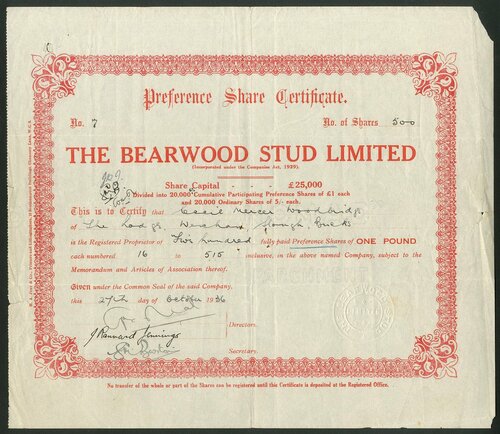 Preference Share Certificate.
No. 7 No. of Shares 500
THE BEARWOOD STUD LIMITED
(Incorporated under the Companies Act, 1929).
Share Capital - £25,000
Divided into 20,000 Cumulative Participating Preference Shares of £1 each
and 20,000 Ordinary Shares of 5/- each.
This is to Certify that Cecil Mercer Woodbridge
of The Lodge, Denham Slough Bucks
is the Registered Proprietor of Five hundred fully paid Preference Shares of ONE POUND
each numbered 16 to 515 inclusive, in the above named Company, subject to the
Memorandum and Articles of Association thereof.
Given under the Common Seal of the said Company,
this 27th day of October 1936
Directors.
J Rannard Jennings
Secretary.
No transfer of the whole or part of the Shares can be registered until this Certificate is deposited at the Registered Office.